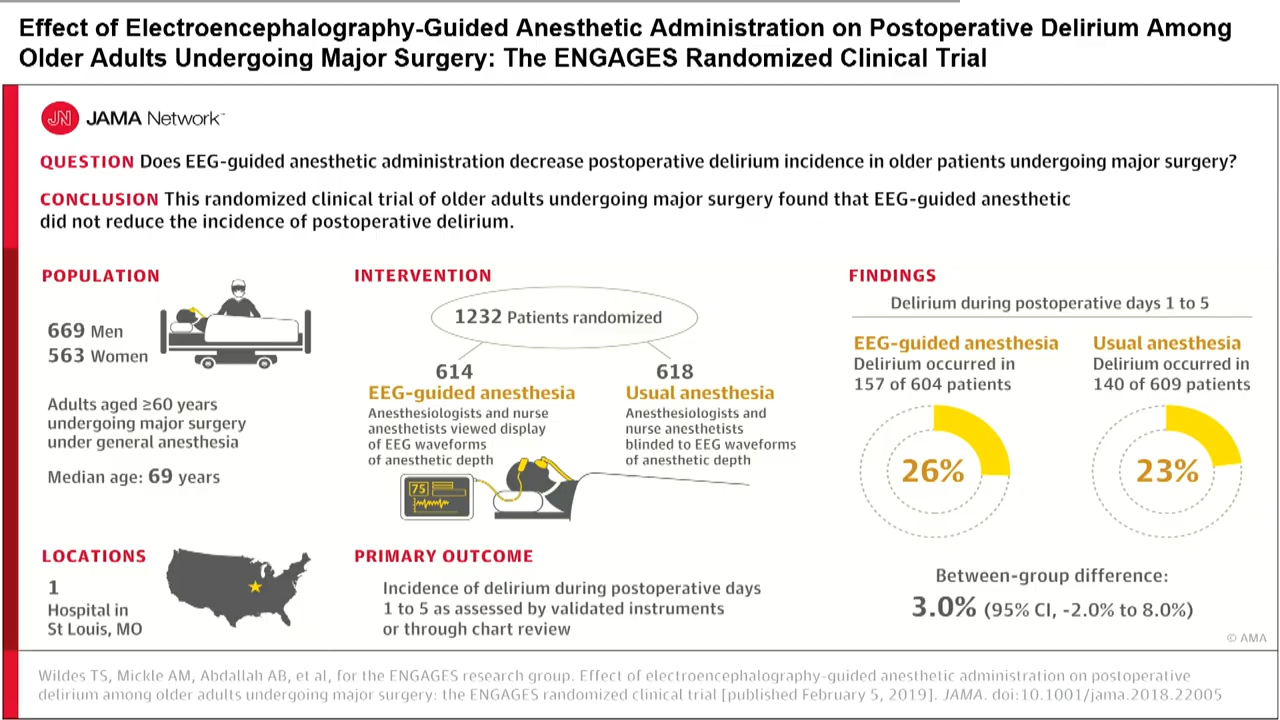 Effect of Electroencephalography-Guided Anesthetic Administration on Postoperative Delirium Among
Older Adults Undergoing Major Surgery: The ENGAGES Randomized Clinical Trial
JN JAMA Network™
QUESTION Does EEG-guided anesthetic administration decrease postoperative delirium incidence in older patients undergoing major surgery?
CONCLUSION This randomized clinical trial of older adults undergoing major surgery found that EEG-guided anesthetic
did not reduce the incidence of postoperative delirium.
POPULATION
669 Men
563 Women
Adults aged ≥60 years
undergoing major surgery
under general anesthesia
Median age: 69 years
LOCATIONS
1
Hospital in
St Louis, MO
INTERVENTION
1232 Patients randomized
614
EEG-guided anesthesia
Anesthesiologists and nurse
anesthetists viewed display
of EEG waveforms
of anesthetic depth
618
Usual anesthesia
Anesthesiologists and
nurse anesthetists
blinded to EEG waveforms
of anesthetic depth
75
PRIMARY OUTCOME
Incidence of delirium during postoperative days
1 to 5 as assessed by validated instruments
or through chart review
FINDINGS
Delirium during postoperative days 1 to 5
EEG-guided anesthesia
Delirium occurred in
157 of 604 patients
26%
Usual anesthesia
Delirium occurred in
140 of 609 patients
23%
Between-group difference:
3.0% (95% CI, -2.0% to 8.0%)
© AMA
Wildes TS, Mickle AM, Abdallah AB, et al, for the ENGAGES research group. Effect of electroencephalography-guided anesthetic administration on postoperative
delirium among older adults undergoing major surgery: the ENGAGES randomized clinical trial [published February 5, 2019]. JAMA. doi:10.1001/jama.2018.22005